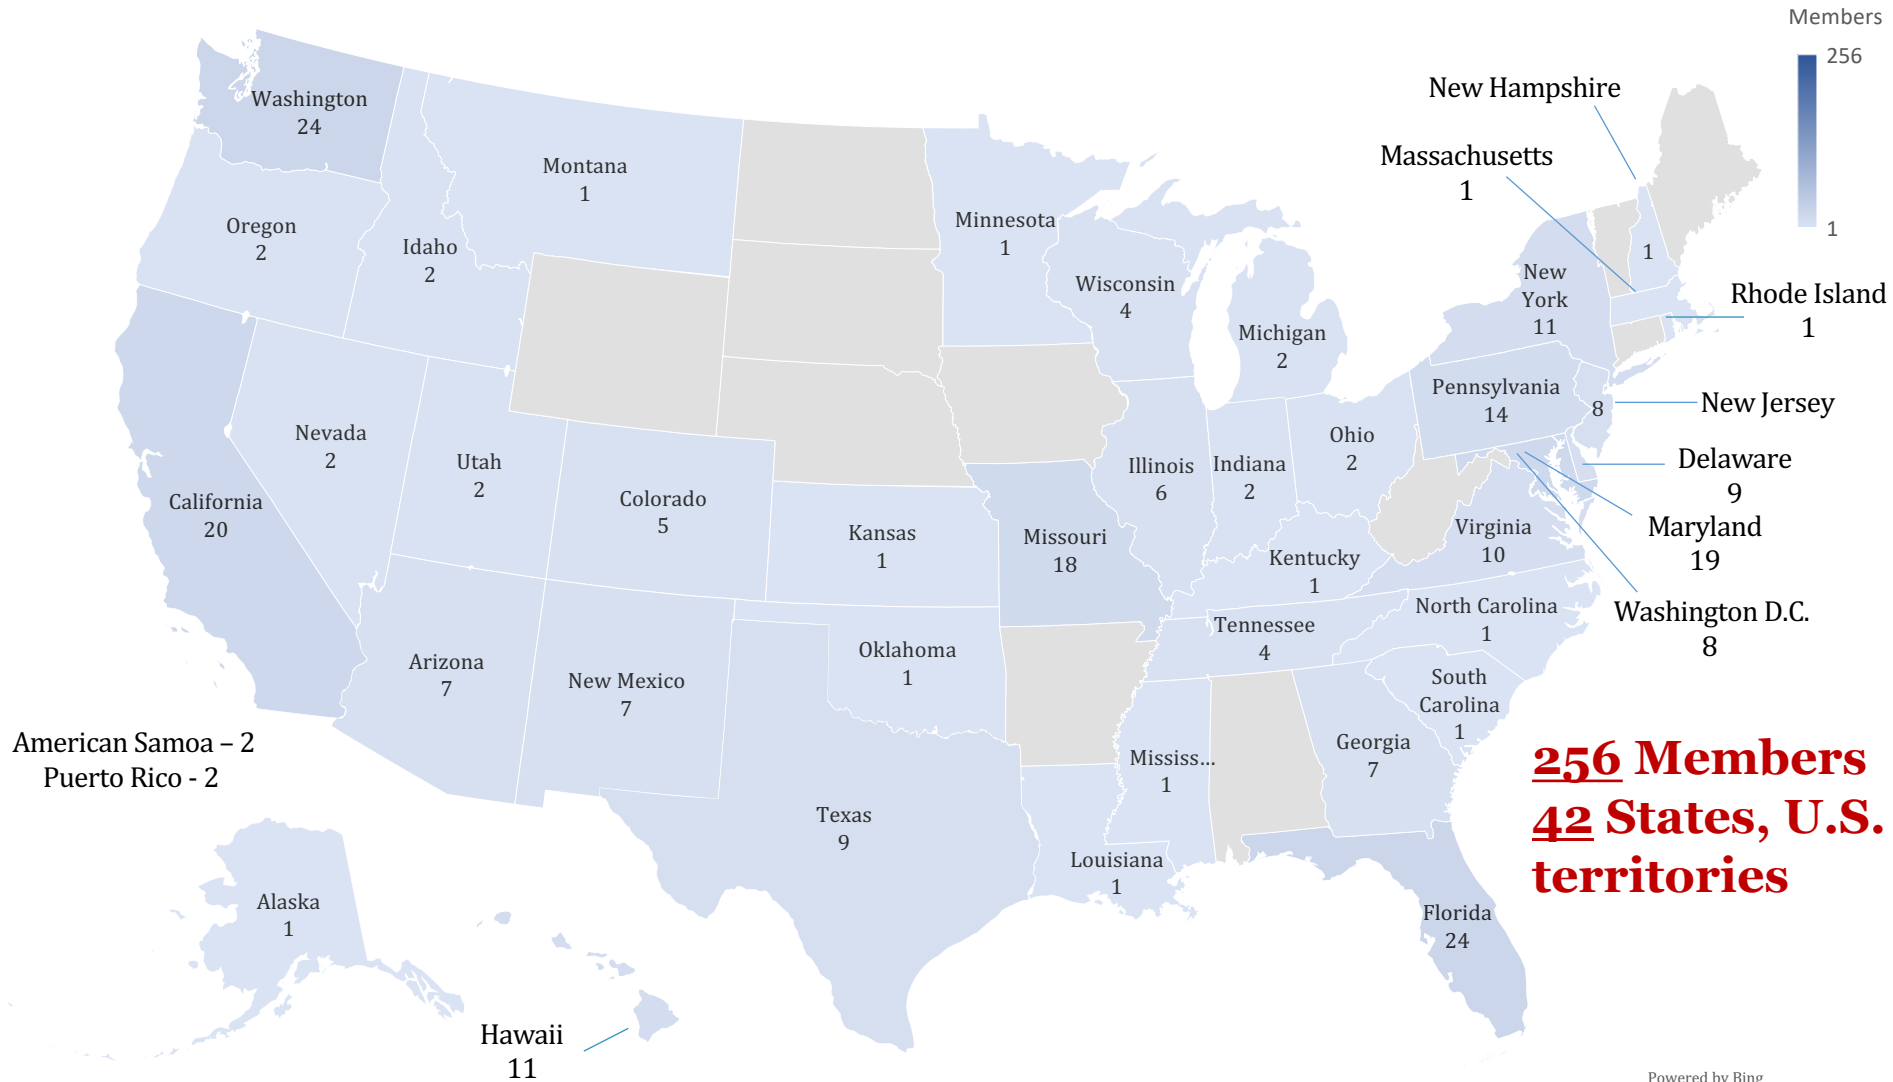 Members
256
1
Washington
24
Montana
1
Oregon
2
Idaho
2
Minnesota
1
Wisconsin
4
Michigan
2
New Hampshire
1
Massachusetts
1
New
York
11
Rhode Island
1
Pennsylvania
14
8
New Jersey
Nevada
2
Utah
2
Colorado
5
California
20
Kansas
1
Missouri
18
Illinois
6
Indiana
2
Ohio
2
Delaware
9
Maryland
19
Virginia
10
Kentucky
1
Washington D.C.
8
North Carolina
1
Tennessee
4
Arizona
7
New Mexico
7
Oklahoma
1
South
Carolina
1
Georgia
7
Mississ...
1
American Samoa – 2
Puerto Rico - 2
Texas
9
Louisiana
1
256 Members
42 States, U.S.
territories
Alaska
1
Florida
24
Hawaii
11
Powered by Bing